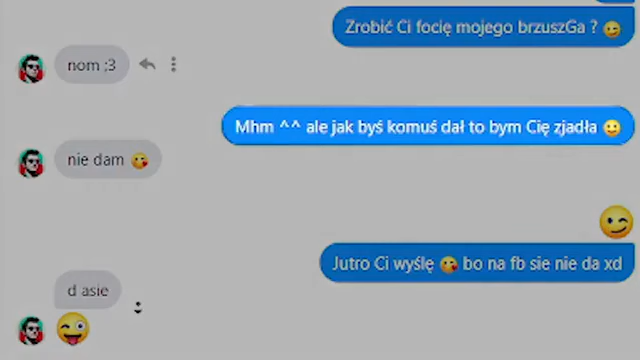 Zrobić Ci focię mojego brzuszGa ? 😉
nom ;3
Mhm ^^ ale jak byś komuś dał to bym Cię zjadła 🙂
nie dam 😘
😉
Jutro Ci wyślę 😘 bo na fb sie nie da xd
d asie
😜